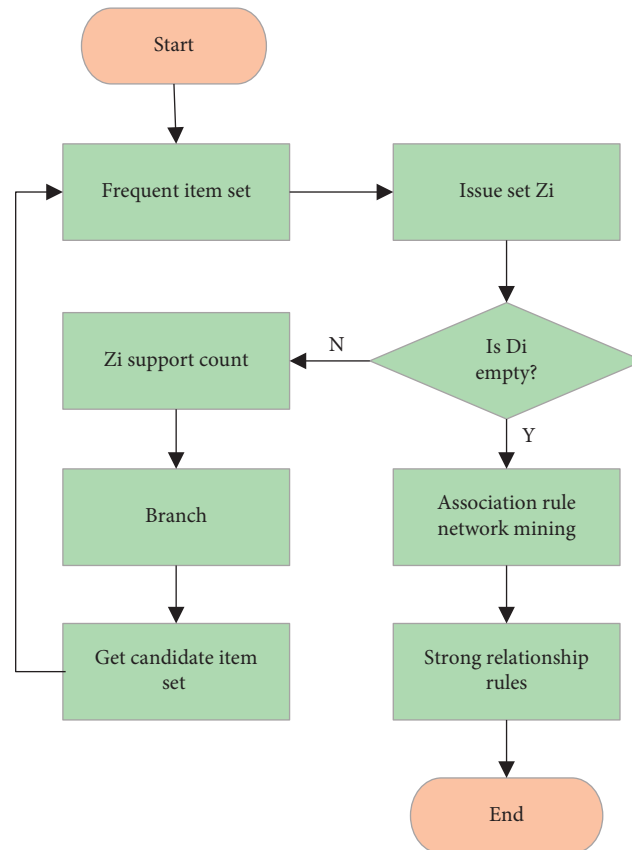 Start
Frequent item set
Issue set Zi
Is Di
empty?
N
Zi support count
Y
Branch
Association rule
network mining
Get candidate item
set
Strong relationship
rules
End